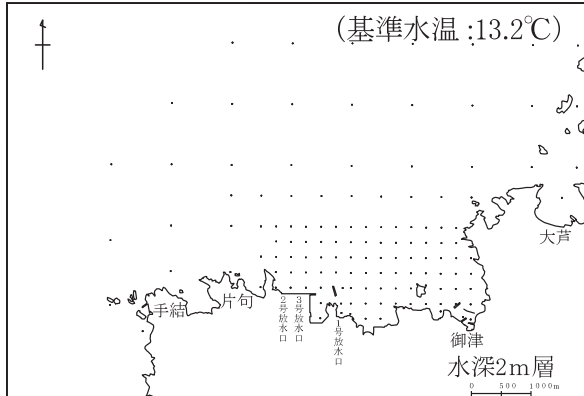 (基準水温:13.2℃)
大芦
手結
片句
2号放水口
3号放水口
1号放水口
御津
水深2m層
0 500 1000m